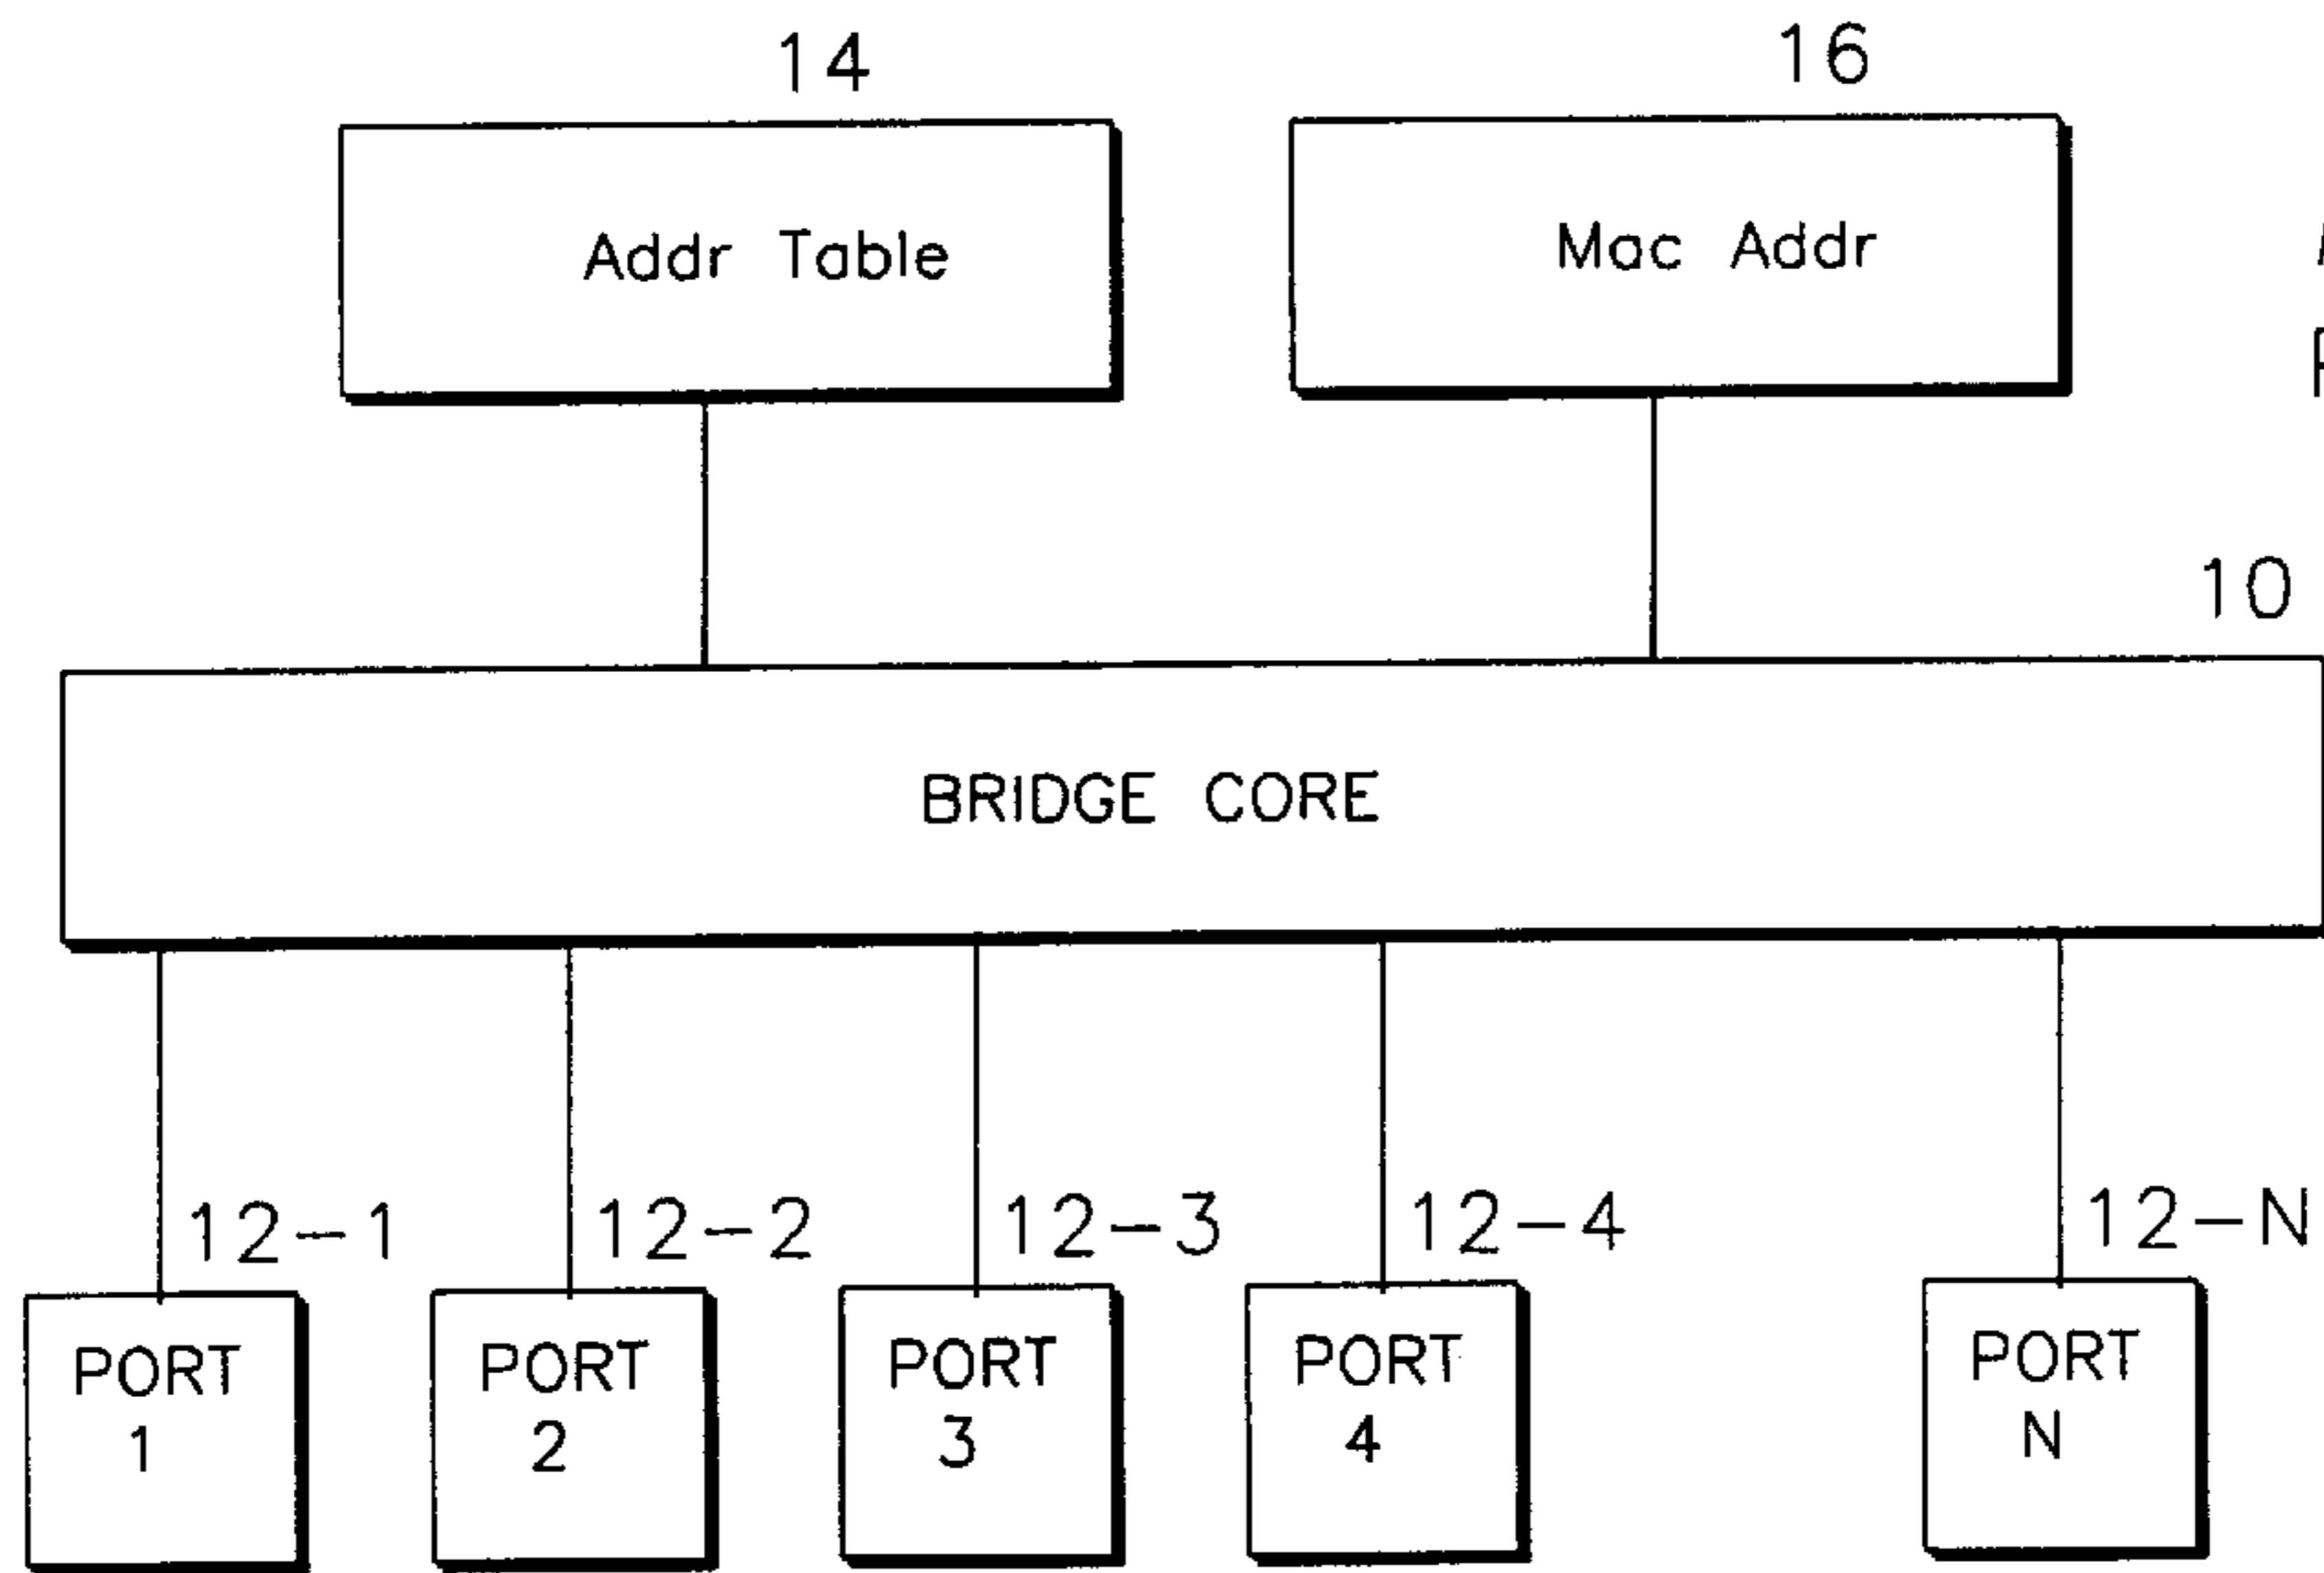 14
16
Addr Table
Mac Addr
10
BRIDGE CORE
12-1
12-2
12-3
12-4
12-N
PORT
1
PORT
2
PORT
3
PORT
4
PORT
N